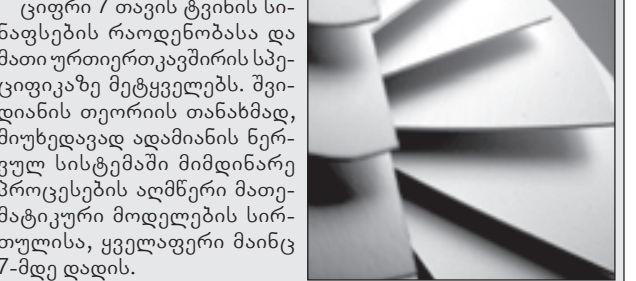 ციფრი 7 თავის ტვინის სი-
ნაფსების რაოდენობასა და
მათი ურთიერთკავშირის სპე-
ციფიკაზე მეტყველებს. შვი-
დიანის თეორიის თანახმად,
მიუხედავად ადამიანის ნერ-
ვულ სისტემაში მიმდინარე
პროცესების აღმწერი მათე-
მატიკური მოდელების სირ-
თულისა, ყველაფერი მაინც
7-მდე დადის.